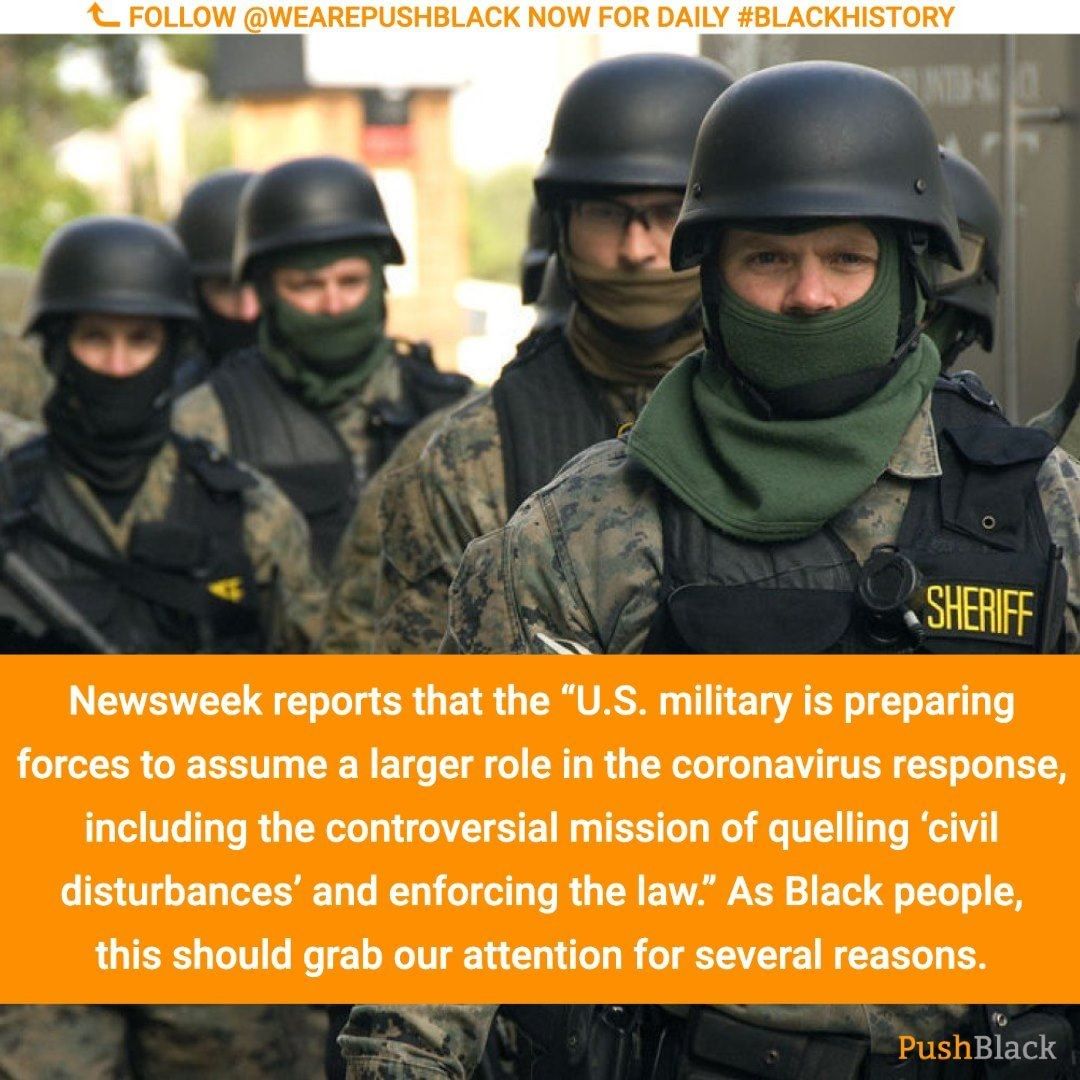 FOLLOW @WEAREPUSHBLACK NOW FOR DAILY #BLACKHISTORY
SHERIFF
Newsweek reports that the “U.S. military is preparing
forces to assume a larger role in the coronavirus response,
including the controversial mission of quelling ‘civil
disturbances’ and enforcing the law.” As Black people,
this should grab our attention for several reasons.
PushBlack